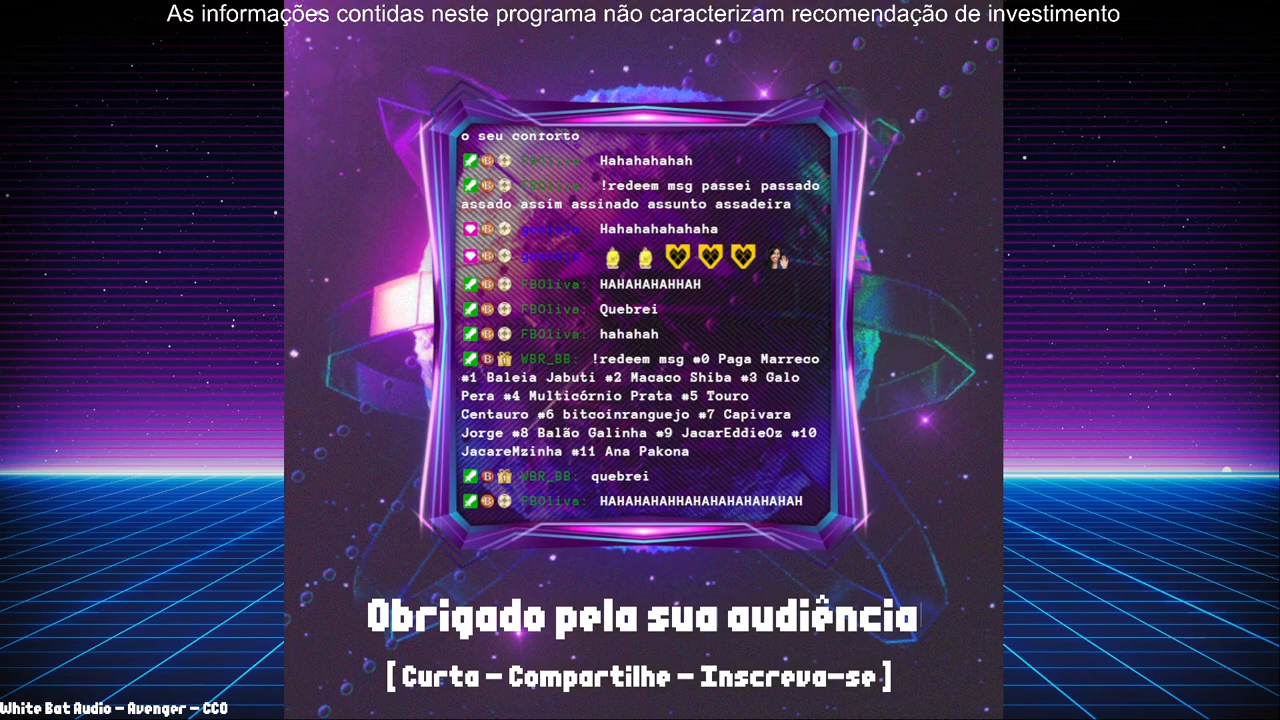 As informações contidas neste programa não caracterizam recomendação de investimento
o seu conforto
FBOliva: Hahahahahah
FBOliva: !redeem msg passei passado
assado assim assinado assunto assadeira
Hahahahahahaha
FBOliva: HAHAHAHAHHAH
FBOliva: Quebrei
FBOliva: hahahah
WBR_BB: !redeem msg #0 Paga Marreco
#1 Baleia Jabuti #2 Macaco Shiba #3 Galo
Pera #4 Multicórnio Prata #5 Touro
Centauro #6 bitcoinranguejo #7 Capivara
Jorge #8 Balão Galinha #9 JacarEddieOz #10
JacareMzinha #11 Ana Pakona
WBR_BB: quebrei
FBOliva: HAHAHAHAHHAHAHAHAHAHAHAH
Obrigado pela sua audiência
[ Curta - Compartilhe - Inscreva-se ]
White Bat Audio - Avenger - CC0